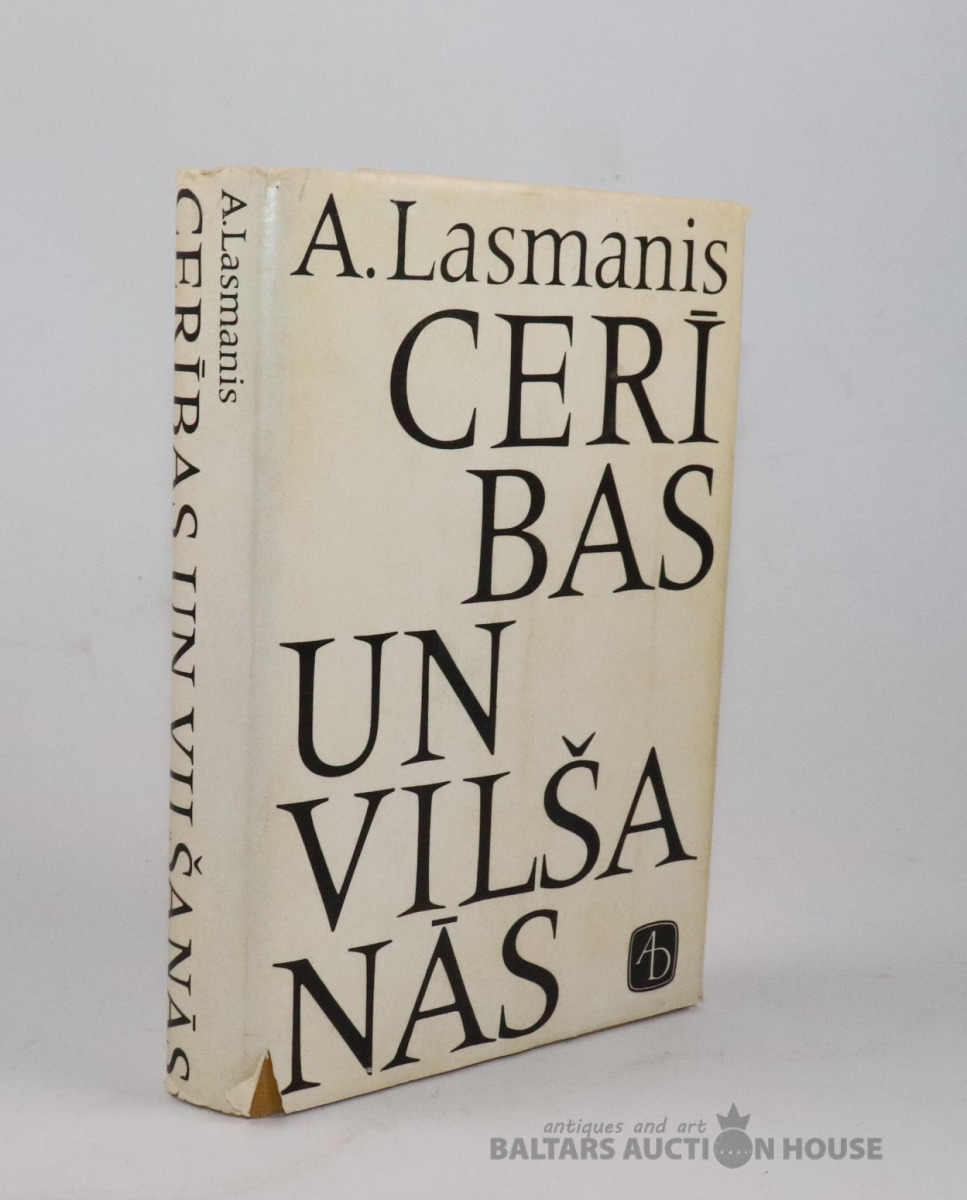 A. Lasmanis
CERĪ
BAS
UN
VILŠA
NĀS
AD
A. Lasmanis
CERĪBAS UN VILŠANĀS
antiques and art
BALTARS AUCTION HOUSE